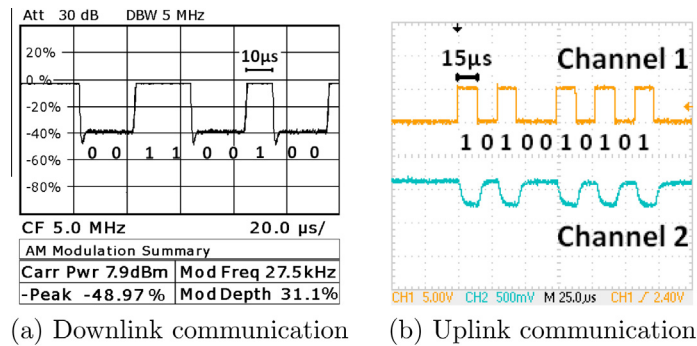 Att 30 dB DBW 5 MHz
20%
0.%
-20%
-40%
-60%
-80%
10µs
0 0 1 1 0 0 1 0 0
CF 5.0 MHz 20.0 µs/
AM Modulation Summary
Carr Pwr 7.9dBm Mod Freq 27.5kHz
-Peak -48.97 % Mod Depth 31.1%
(a) Downlink communication
15µs
Channel 1
1 0 1 0 0 1 0 1 0 1
Channel 2
CH1 5.00V CH2 500mV M 25.0µs CH1 ƒ 2.40V
(b) Uplink communication